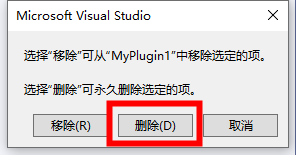 Microsoft Visual Studio
选择“移除”可从“MyPlugin1”中移除选定的项。
选择“删除”可永久删除选定的项。
移除(R)
删除(D)
取消